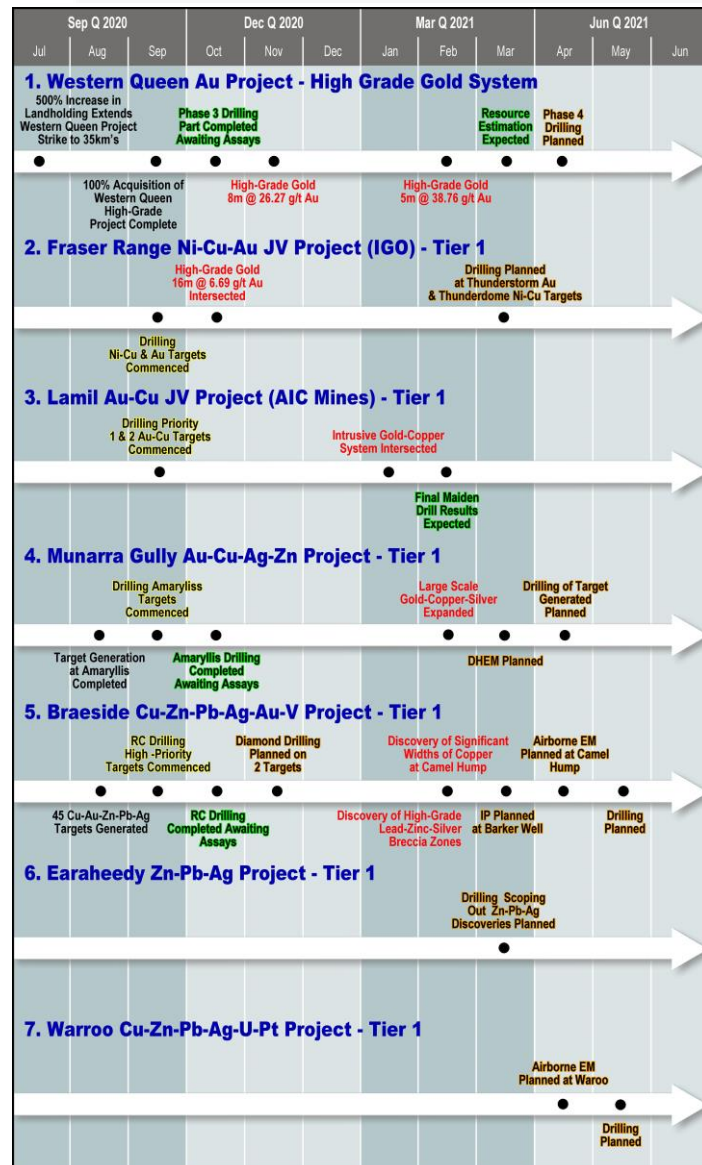 Sep Q 2020
Dec Q 2020
Mar Q 2021
Jun Q 2021
Jul
Aug
Sep
Oct
Nov
Dec
Jan
Feb
Mar
Apr
May
Jun
1. Western Queen Au Project - High Grade Gold System
500% Increase in
Landholding Extends
Western Queen Project
Strike to 35km's
Phase 3 Drilling
Part Completed
Awaiting Assays
Resource
Estimation
Expected
Phase 4
Drilling
Planned
100% Acquisition of
Western Queen
High-Grade
Project Complete
High-Grade Gold
8m @ 26.27 g/t Au
High-Grade Gold
5m @ 38.76 g/t Au
2. Fraser Range Ni-Cu-Au JV Project (IGO) - Tier 1
High-Grade Gold
16m @ 6.69 g/t Au
Intersected
Drilling Planned
at Thunderstorm Au
& Thunderdome Ni-Cu Targets
Drilling
Ni-Cu & Au Targets
Commenced
3. Lamil Au-Cu JV Project (AIC Mines) - Tier 1
Drilling Priority
1 & 2 Au-Cu Targets
Commenced
Intrusive Gold-Copper
System Intersected
Final Maiden
Drill Results
Expected
4. Munarra Gully Au-Cu-Ag-Zn Project - Tier 1
Drilling Amaryliss
Targets
Commenced
Large Scale
Gold-Copper-Silver
Expanded
Drilling of Target
Generated
Planned
Target Generation
at Amaryllis
Completed
Amaryllis Drilling
Completed
Awaiting Assays
DHEM Planned
5. Braeside Cu-Zn-Pb-Ag-Au-V Project - Tier 1
RC Drilling
High -Priority
Targets Commenced
Diamond Drilling
Planned on
2 Targets
Discovery of Significant
Widths of Copper
at Camel Hump
Airborne EM
Planned at Camel
Hump
45 Cu-Au-Zn-Pb-Ag
Targets Generated
RC Drilling
Completed Awaiting
Assays
Discovery of High-Grade
Lead-Zinc-Silver
Breccia Zones
IP Planned
at Barker Well
Drilling
Planned
6. Earaheedy Zn-Pb-Ag Project - Tier 1
Drilling Scoping
Out Zn-Pb-Ag
Discoveries Planned
7. Warroo Cu-Zn-Pb-Ag-U-Pt Project - Tier 1
Airborne EM
Planned at Waroo
Drilling
Planned